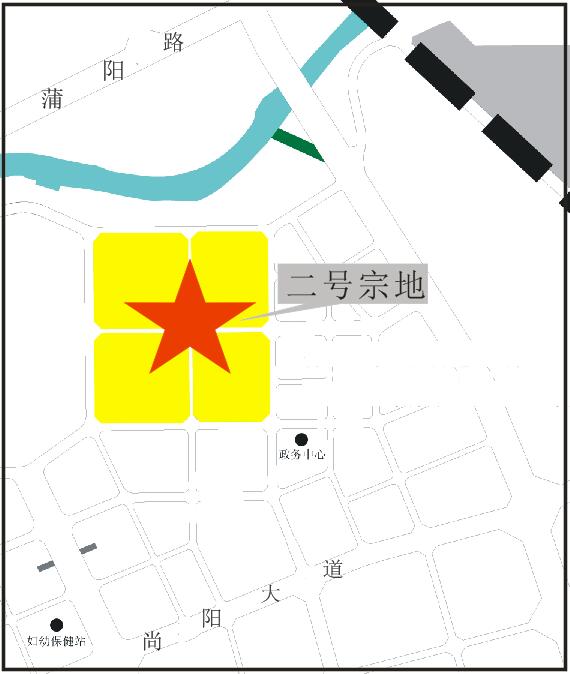 蒲阳路
二号宗地
政务中心
尚阳大道
妇幼保健站